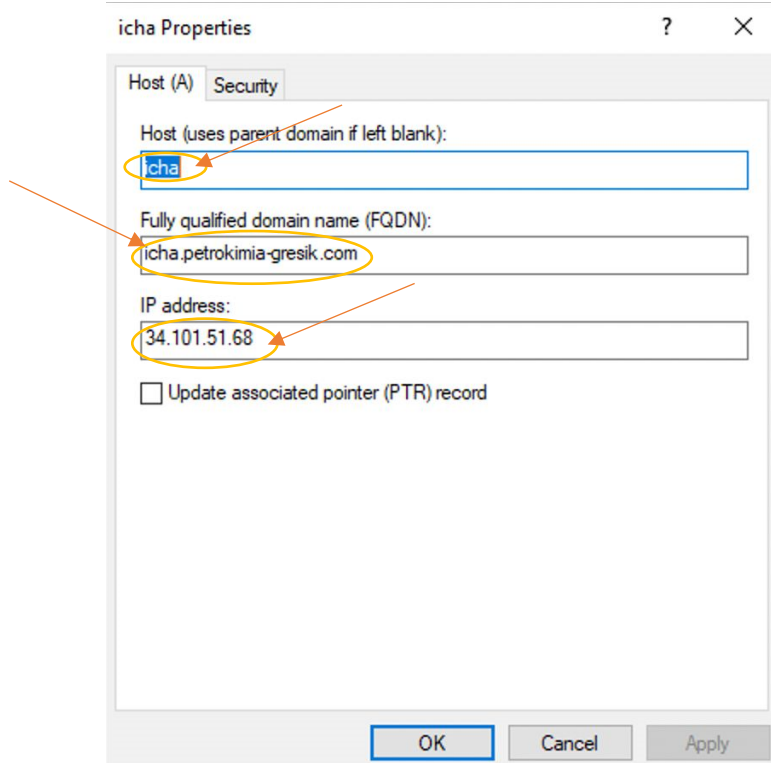 icha Properties
? X
Host (A) Security
Host (uses parent domain if left blank):
icha
Fully qualified domain name (FQDN):
icha.petrokimia-gresik.com
IP address:
34.101.51.68
Update associated pointer (PTR) record
OK Cancel Apply